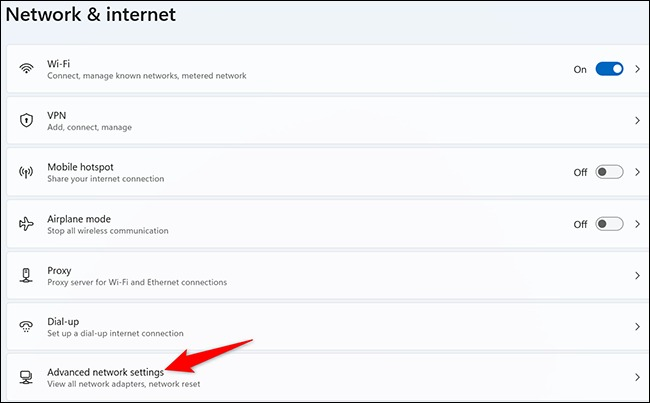 Network & internet
Wi-Fi
Connect, manage known networks, metered network
On
VPN
Add, connect, manage
Mobile hotspot
Share your internet connection
Off
Airplane mode
Stop all wireless communication
Off
Proxy
Proxy server for Wi-Fi and Ethernet connections
Dial-up
Set up a dial-up internet connection
Advanced network settings
View all network adapters, network reset